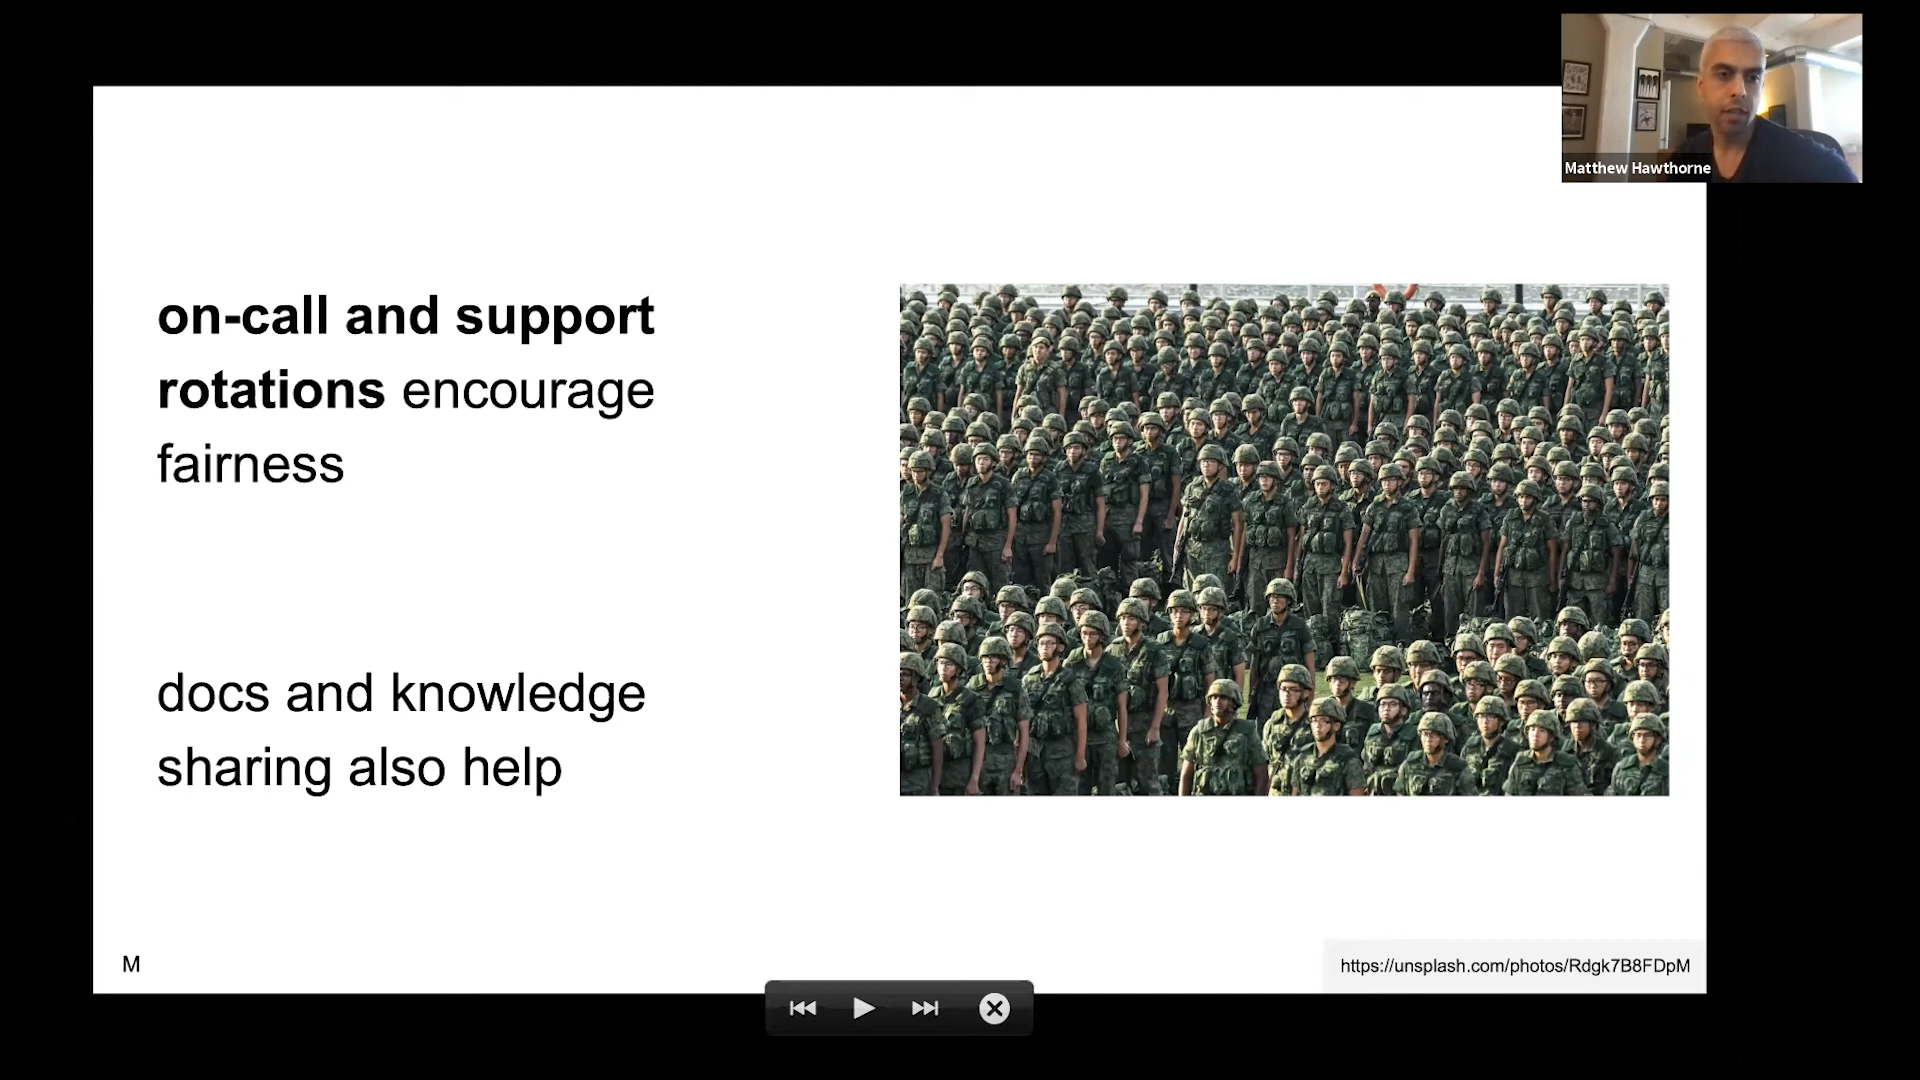 Matthew Hawthorne
on-call and support
rotations encourage
fairness
docs and knowledge
sharing also help
M
https://unsplash.com/photos/Rdgk7B8FDpM